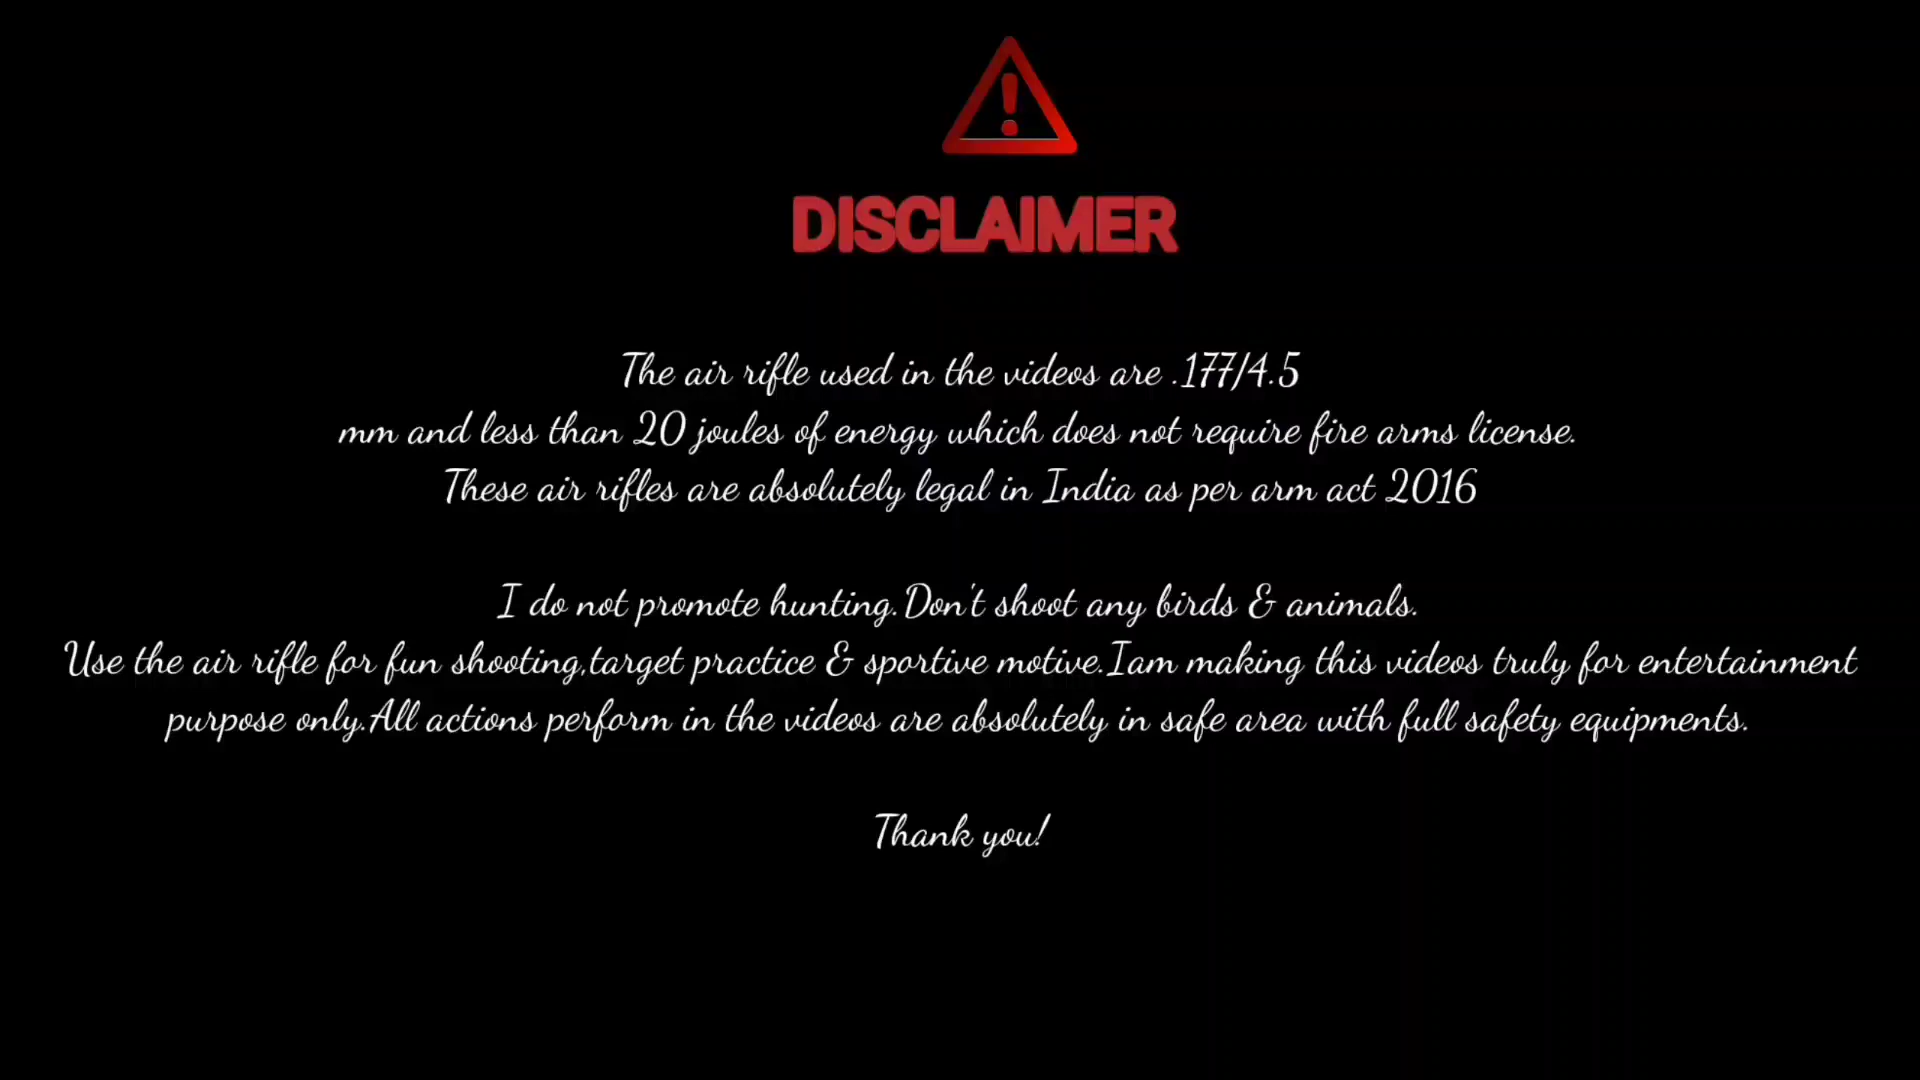 DISCLAIMER
The air rifle used in the videos are .177/4.5
mm and less than 20 joules of energy which does not require fire arms license.
These air rifles are absolutely legal in India as per arm act 2016
I do not promote hunting.Don't shoot any birds & animals.
Use the air rifle for fun shooting,target practice & sportive motive.Iam making this videos truly for entertainment
purpose only.All actions perform in the videos are absolutely in safe area with full safety equipments.
Thank you!